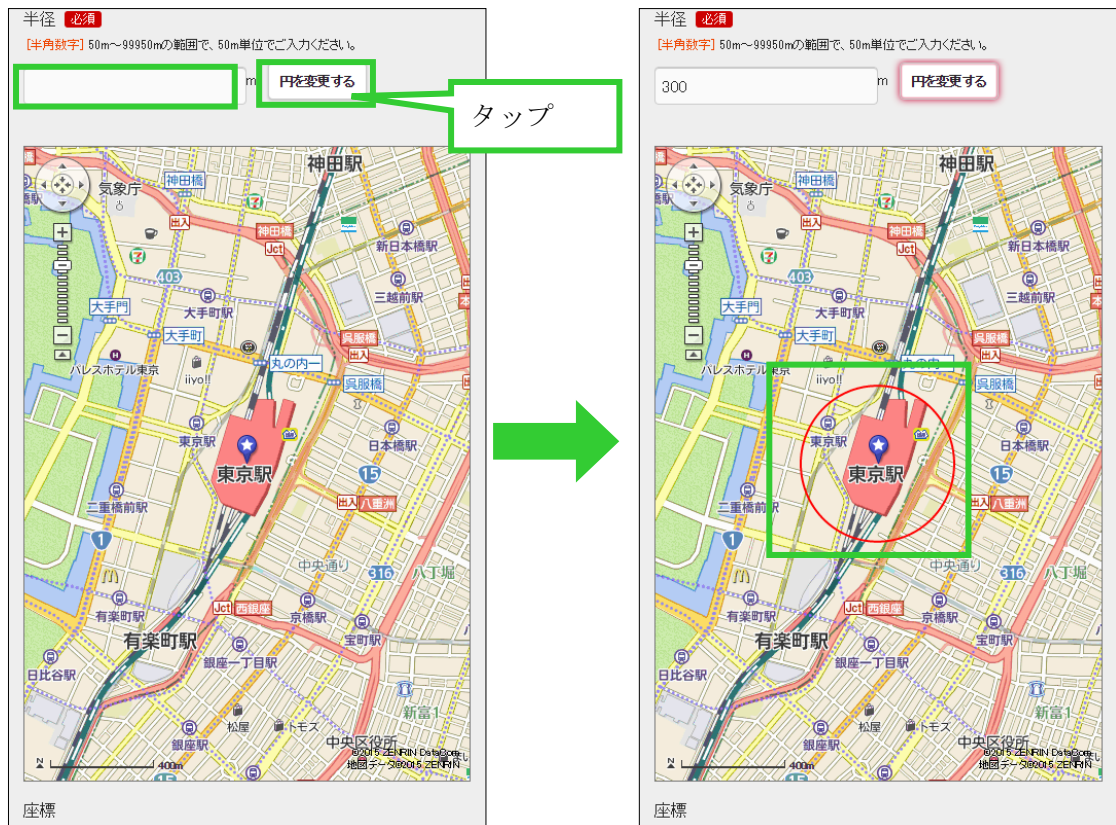 半径 必須
[半角数字] 50m～99950mの範囲で、50m単位でご入力ください。
m 円を変更する
タップ
神田駅
気象庁
神田橋
出入
神田橋
Jct
新日本橋駅
403
三越前駅
大手門
大手町駅
大手町
呉服橋
出入
丸の内一
パレスホテル東京
iiyo!!
呉服橋
東京駅
日本橋駅
東京駅
15
二重橋前駅
出入 八重洲
1
中央通り
316
八丁堀
有楽町駅
Jct 西銀座
京橋駅
有楽町駅
宝町駅
日比谷駅
銀座一丁目駅
新富1
松屋
トモス
銀座駅
中央区役所
©2015 ZENRIN DataCom
地図データ©2015 ZENRIN
400m
15
座標
半径 必須
[半角数字] 50m～99950mの範囲で、50m単位でご入力ください。
300 m 円を変更する
神田駅
気象庁
神田橋
出入
神田橋
Jct
新日本橋駅
403
三越前駅
大手門
大手町駅
大手町
呉服橋
出入
丸の内一
パレスホテル東京
iiyo!!
呉服橋
東京駅
日本橋駅
東京駅
15
二重橋前駅
出入 八重洲
1
中央通り
316
八丁堀
有楽町駅
Jct 西銀座
京橋駅
有楽町駅
宝町駅
日比谷駅
銀座一丁目駅
新富1
松屋
トモス
銀座駅
中央区役所
©2015 ZENRIN DataCom
地図データ©2015 ZENRIN
400m
15
座標